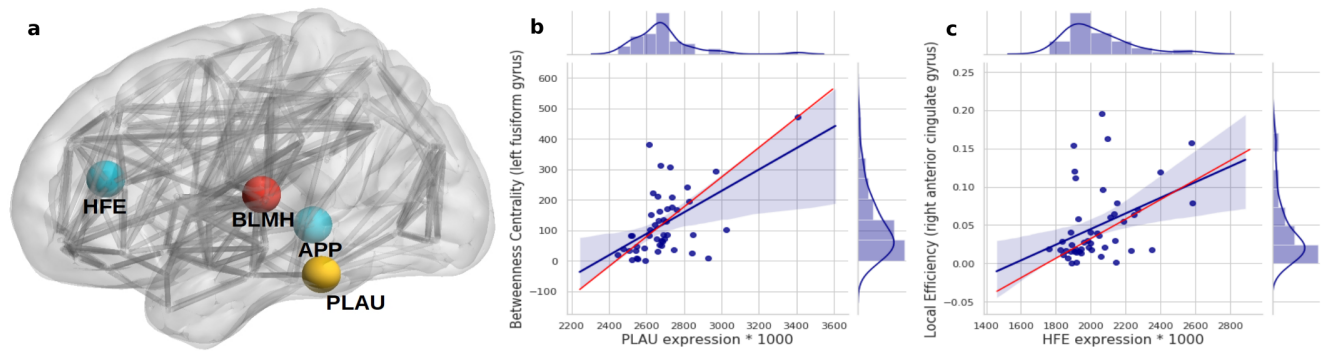 a
HFE
BLMH
APP
PLAU
b
Betweenness Centrality (left fusiform gyrus)
600
500
400
300
200
100
0
−100
2200 2400 2600 2800 3000 3200 3400 3600
PLAU expression * 1000
c
Local Efficiency (right anterior cingulate gyrus)
0.25
0.20
0.15
0.10
0.05
0.00
−0.05
1400 1600 1800 2000 2200 2400 2600 2800
HFE expression * 1000